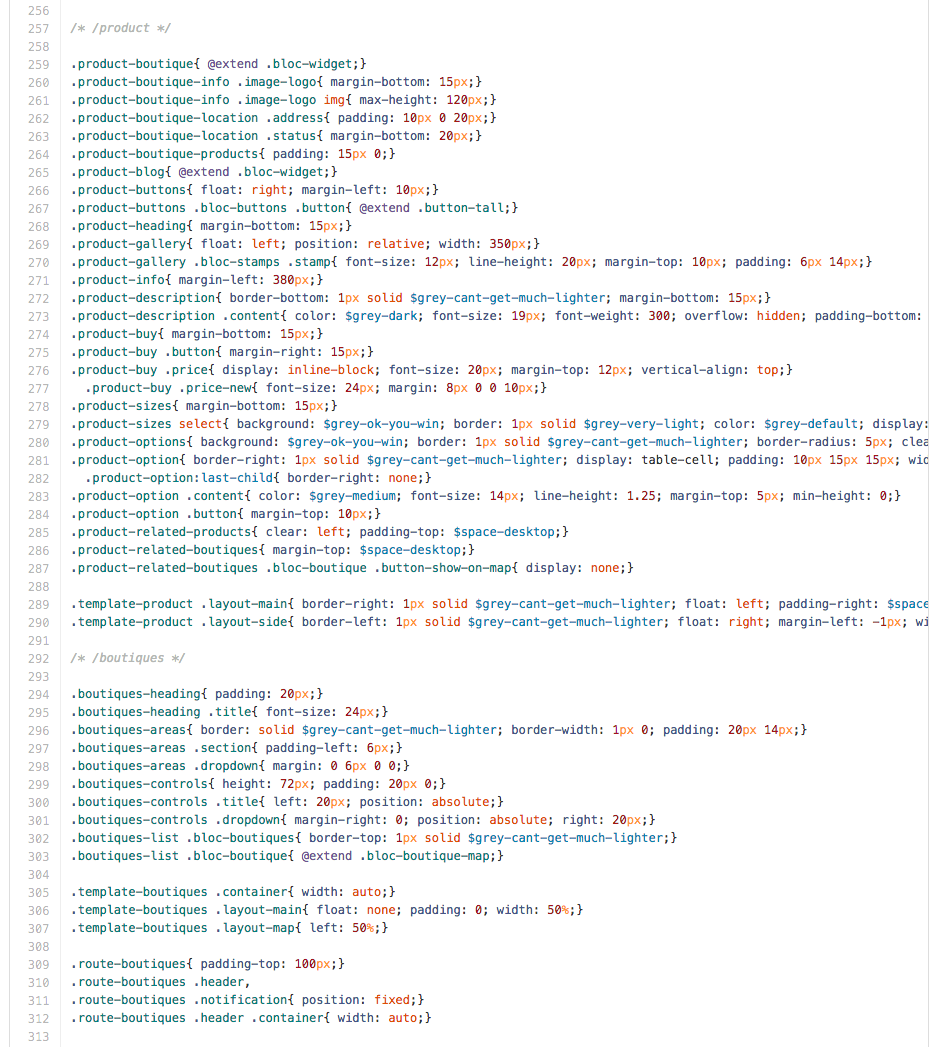 256
257 /* /product */
258
259 .product-boutique{ @extend .bloc-widget;}
260 .product-boutique-info .image-logo{ margin-bottom: 15px;}
261 .product-boutique-info .image-logo img{ max-height: 120px;}
262 .product-boutique-location .address{ padding: 10px 0 20px;}
263 .product-boutique-location .status{ margin-bottom: 20px;}
264 .product-boutique-products{ padding: 15px 0;}
265 .product-blog{ @extend .bloc-widget;}
266 .product-buttons{ float: right; margin-left: 10px;}
267 .product-buttons .bloc-buttons .button{ @extend .button-tall;}
268 .product-heading{ margin-bottom: 15px;}
269 .product-gallery{ float: left; position: relative; width: 350px;}
270 .product-gallery .bloc-stamps .stamp{ font-size: 12px; line-height: 20px; margin-top: 10px; padding: 6px 14px;}
271 .product-info{ margin-left: 380px;}
272 .product-description{ border-bottom: 1px solid $grey-cant-get-much-lighter; margin-bottom: 15px;}
273 .product-description .content{ color: $grey-dark; font-size: 19px; font-weight: 300; overflow: hidden; padding-bottom:
274 .product-buy{ margin-bottom: 15px;}
275 .product-buy .button{ margin-right: 15px;}
276 .product-buy .price{ display: inline-block; font-size: 20px; margin-top: 12px; vertical-align: top;}
277   .product-buy .price-new{ font-size: 24px; margin: 8px 0 0 10px;}
278 .product-sizes{ margin-bottom: 15px;}
279 .product-sizes select{ background: $grey-ok-you-win; border: 1px solid $grey-very-light; color: $grey-default; display:
280 .product-options{ background: $grey-ok-you-win; border: 1px solid $grey-cant-get-much-lighter; border-radius: 5px; clea
281 .product-option{ border-right: 1px solid $grey-cant-get-much-lighter; display: table-cell; padding: 10px 15px 15px; wid
282   .product-option:last-child{ border-right: none;}
283 .product-option .content{ color: $grey-medium; font-size: 14px; line-height: 1.25; margin-top: 5px; min-height: 0;}
284 .product-option .button{ margin-top: 10px;}
285 .product-related-products{ clear: left; padding-top: $space-desktop;}
286 .product-related-boutiques{ margin-top: $space-desktop;}
287 .product-related-boutiques .bloc-boutique .button-show-on-map{ display: none;}
288
289 .template-product .layout-main{ border-right: 1px solid $grey-cant-get-much-lighter; float: left; padding-right: $space
290 .template-product .layout-side{ border-left: 1px solid $grey-cant-get-much-lighter; float: right; margin-left: -1px; wi
291
292 /* /boutiques */
293
294 .boutiques-heading{ padding: 20px;}
295 .boutiques-heading .title{ font-size: 24px;}
296 .boutiques-areas{ border: solid $grey-cant-get-much-lighter; border-width: 1px 0; padding: 20px 14px;}
297 .boutiques-areas .section{ padding-left: 6px;}
298 .boutiques-areas .dropdown{ margin: 0 6px 0 0;}
299 .boutiques-controls{ height: 72px; padding: 20px 0;}
300 .boutiques-controls .title{ left: 20px; position: absolute;}
301 .boutiques-controls .dropdown{ margin-right: 0; position: absolute; right: 20px;}
302 .boutiques-list .bloc-boutiques{ border-top: 1px solid $grey-cant-get-much-lighter;}
303 .boutiques-list .bloc-boutique{ @extend .bloc-boutique-map;}
304
305 .template-boutiques .container{ width: auto;}
306 .template-boutiques .layout-main{ float: none; padding: 0; width: 50%;}
307 .template-boutiques .layout-map{ left: 50%;}
308
309 .route-boutiques{ padding-top: 100px;}
310 .route-boutiques .header,
311 .route-boutiques .notification{ position: fixed;}
312 .route-boutiques .header .container{ width: auto;}
313